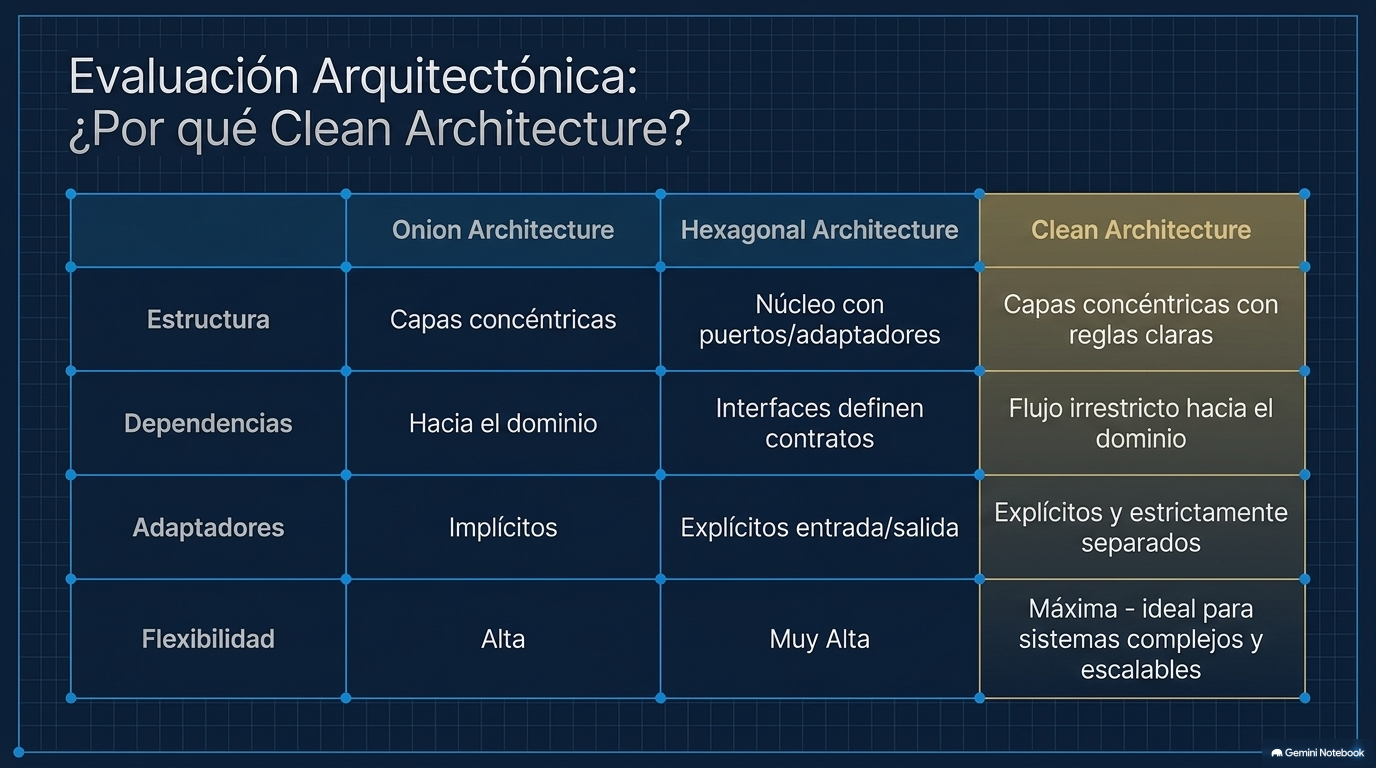 Evaluación Arquitectónica:
¿Por qué Clean Architecture?
Onion Architecture
Hexagonal Architecture
Clean Architecture
Estructura
Capas concéntricas
Núcleo con
puertos/adaptadores
Capas concéntricas con
reglas claras
Dependencias
Hacia el dominio
Interfaces definen
contratos
Flujo irrestricto hacia el
dominio
Adaptadores
Implícitos
Explícitos entrada/salida
Explícitos y estrictamente
separados
Flexibilidad
Alta
Muy Alta
Máxima - ideal para
sistemas complejos y
escalables
Gemini Notebook